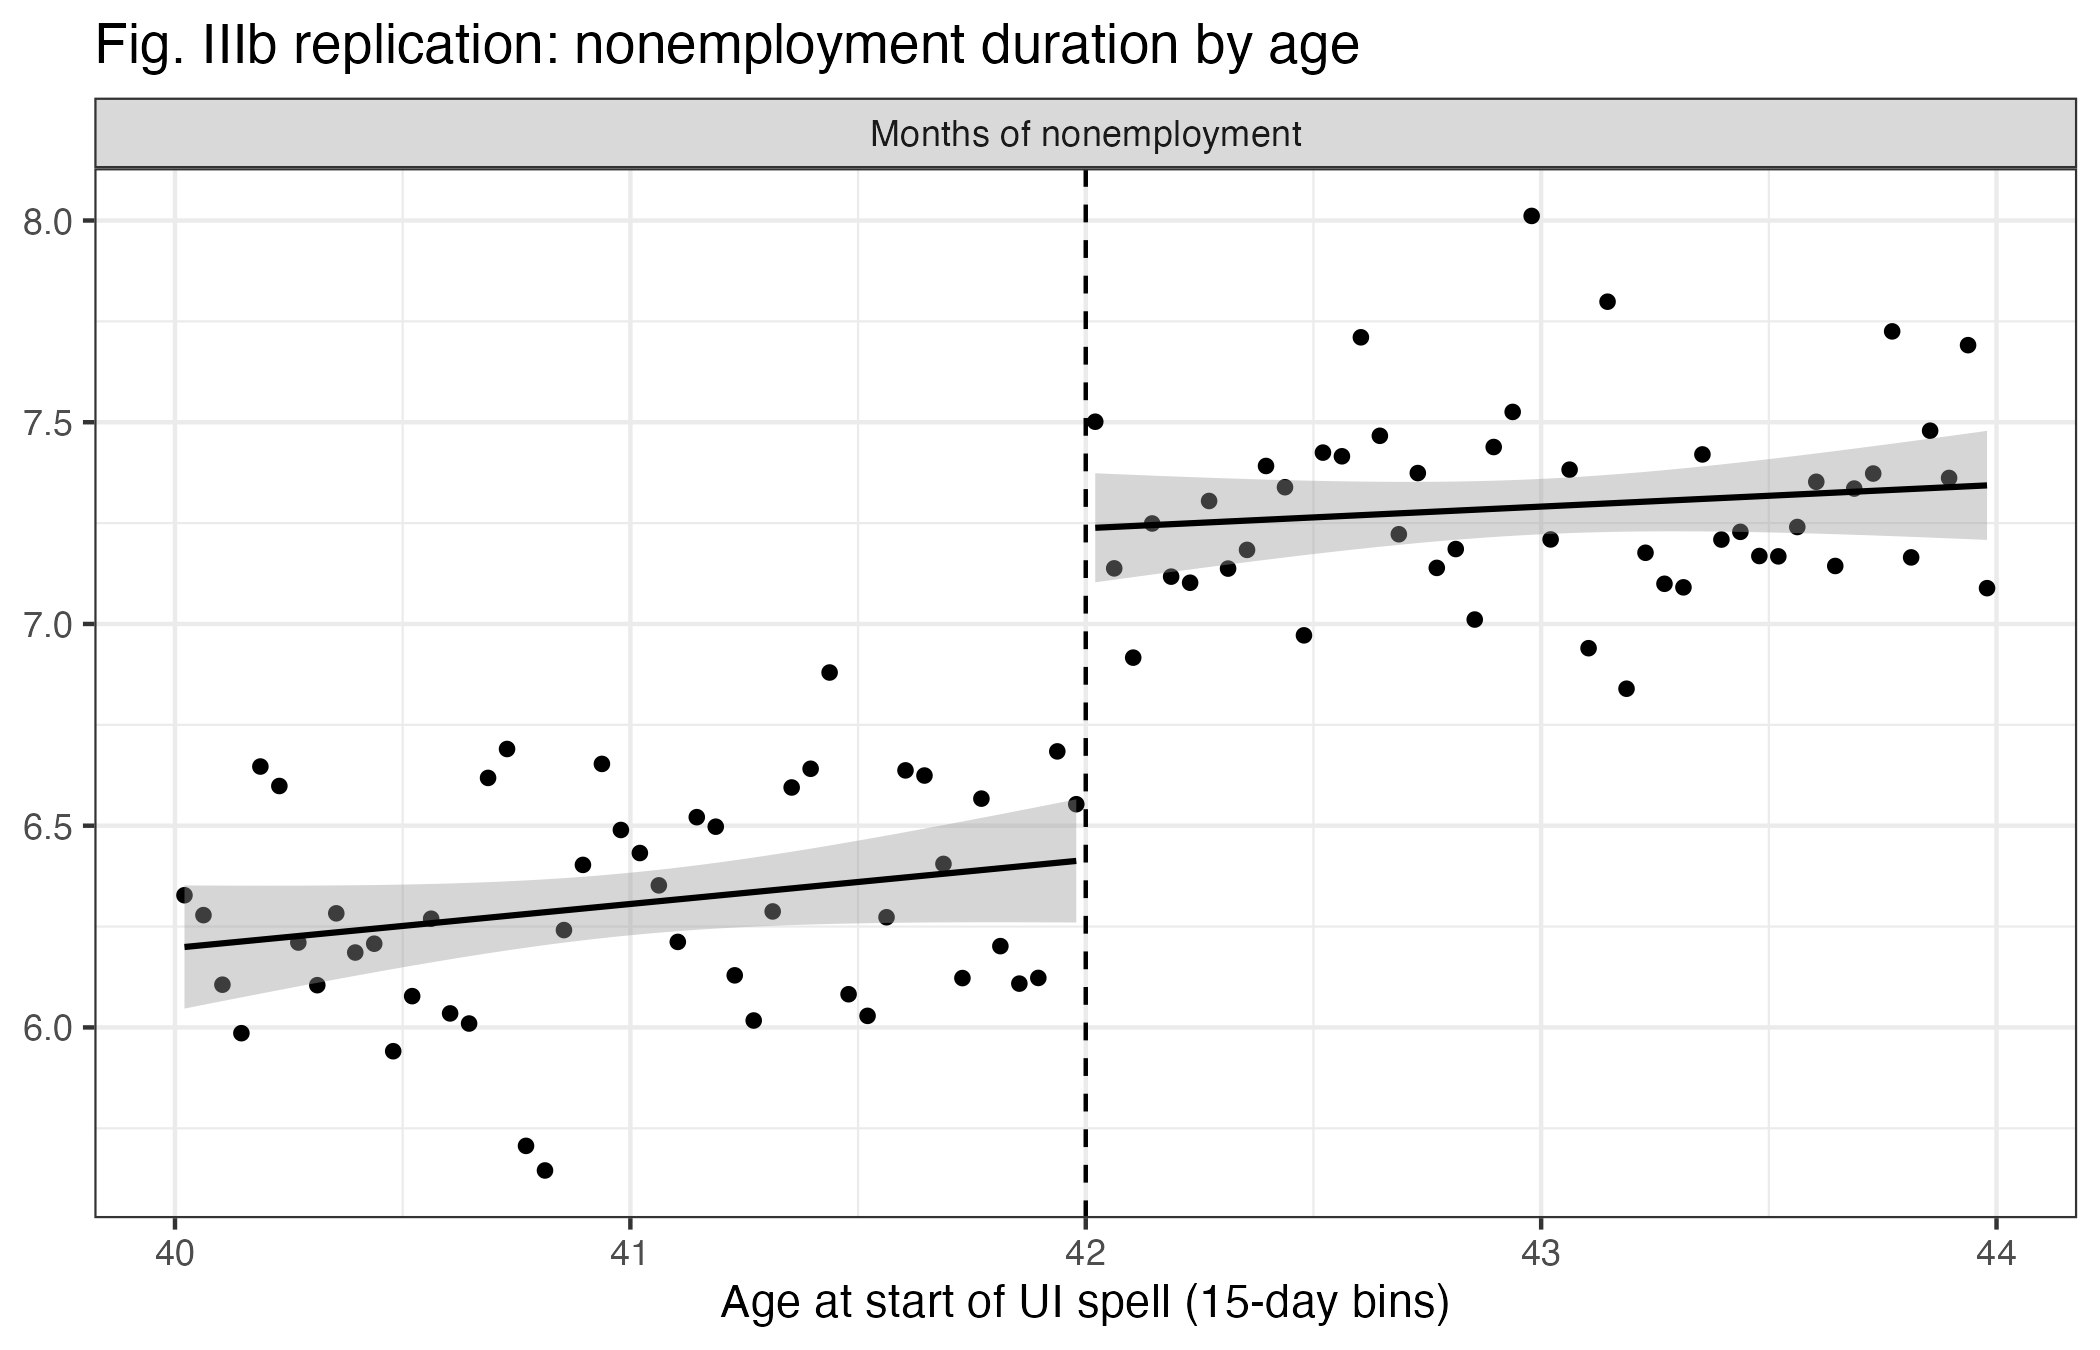 Fig. IIIb replication: nonemployment duration by age
Months of nonemployment
8.0
7.5
7.0
6.5
6.0
40 41 42 43 44
Age at start of UI spell (15-day bins)